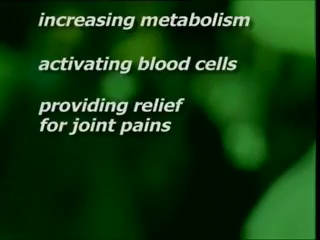 increasing metabolism
activating blood cells
providing relief
for joint pains